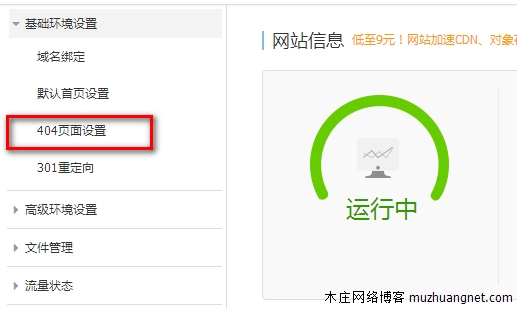 基础环境设置
域名绑定
默认首页设置
404页面设置
301重定向
高级环境设置
文件管理
流量状态
网站信息 低至9元！网站加速CDN、对象
运行中
木庄网络博客 muzhuangnet.com